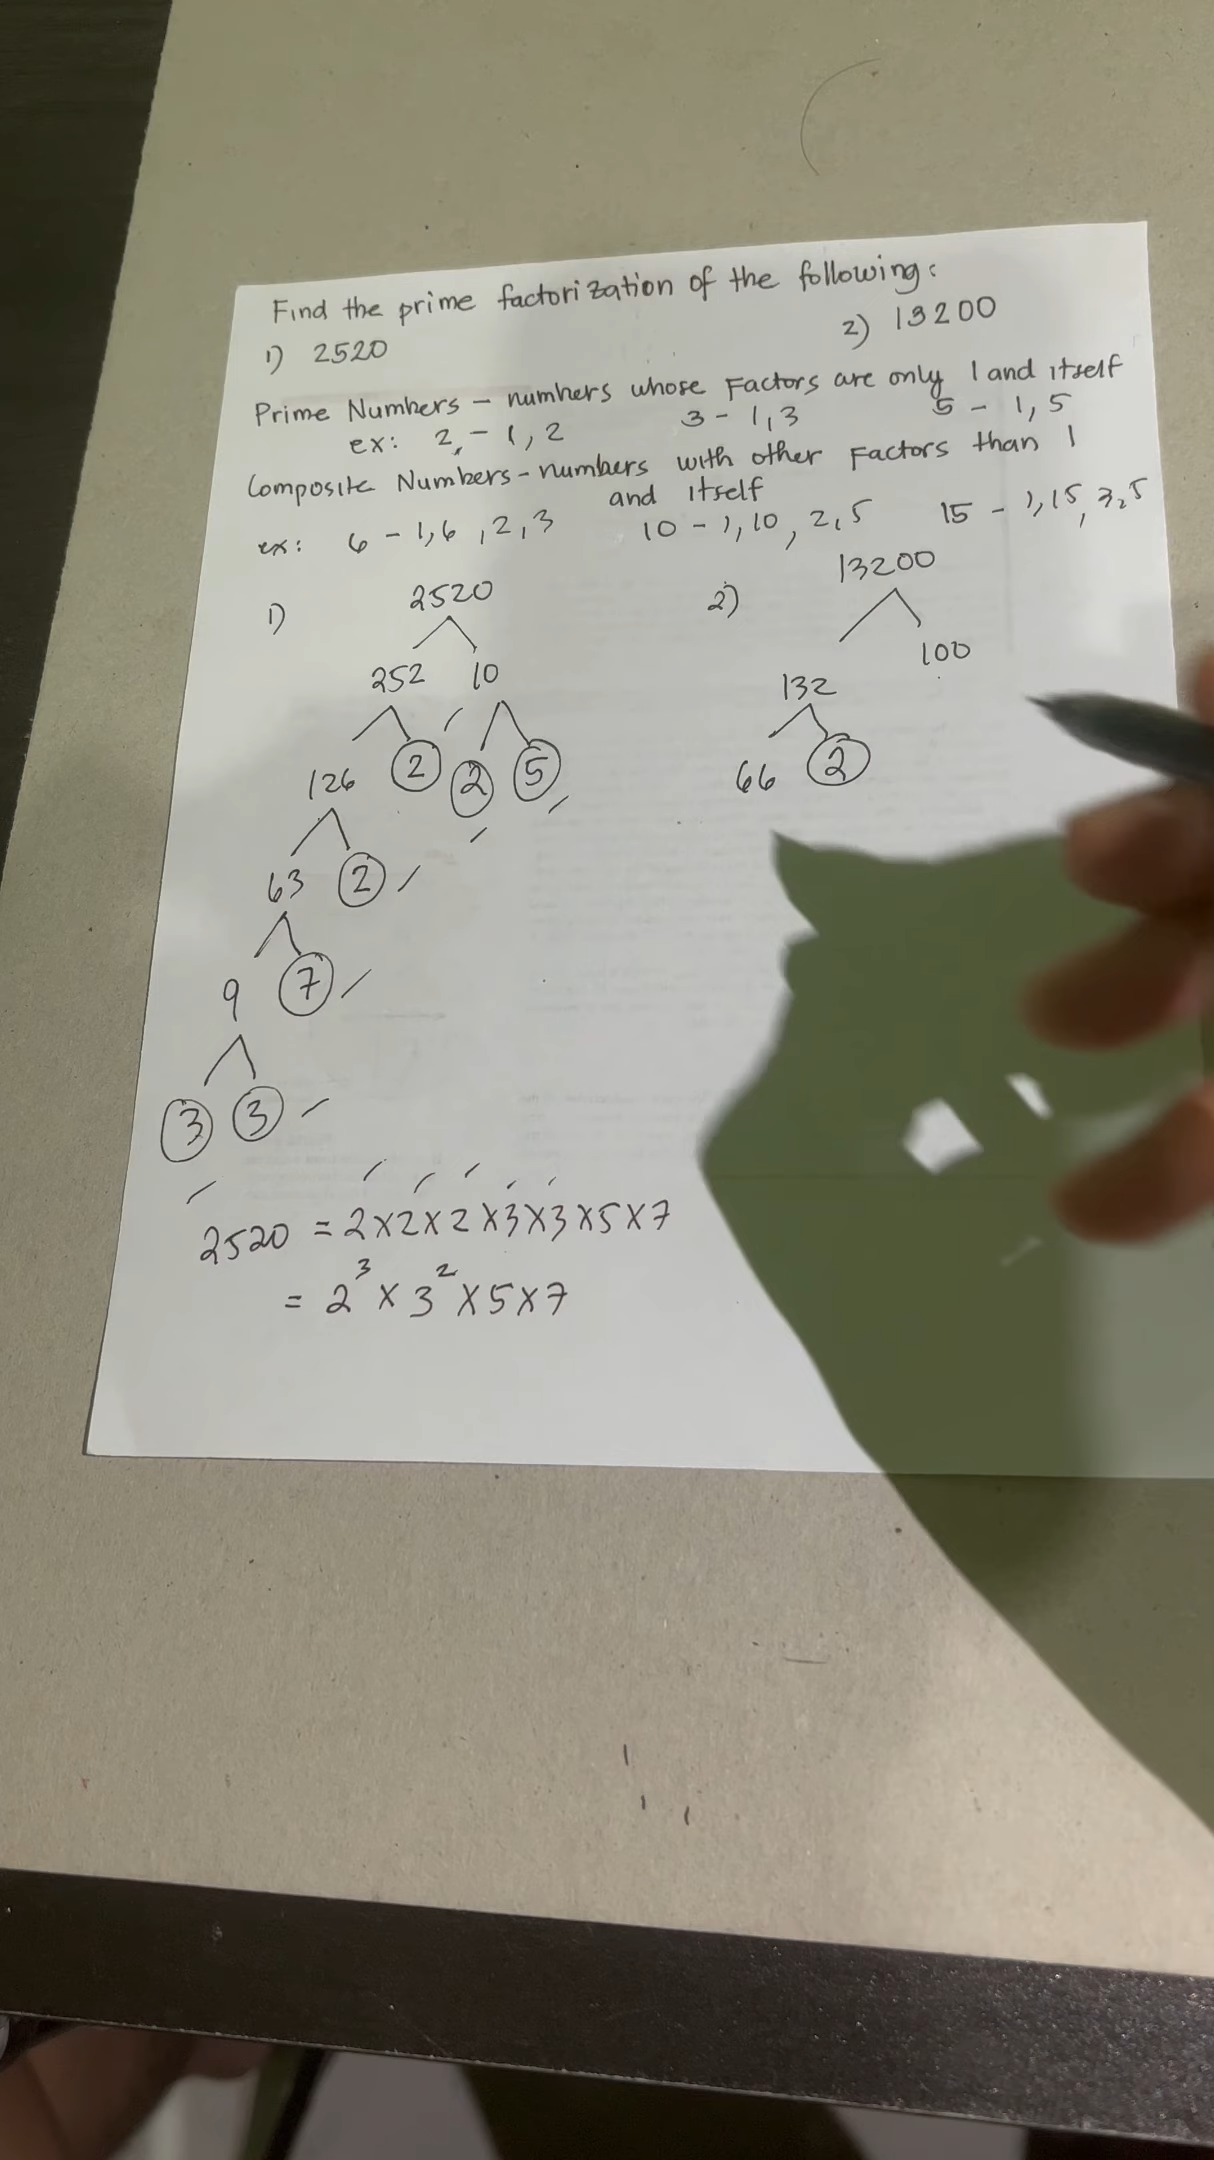 Find the prime factorization of the following:
1) 2520
2) 13200
Prime Numbers - numbers whose Factors are only 1 and itself
ex: 2 - 1, 2 3 - 1, 3 5 - 1, 5
Composite Numbers - numbers with other Factors than 1
and itself
ex: 6 - 1, 6, 2, 3 10 - 1, 10, 2, 5 15 - 1, 15, 3, 5
1) 2520
252 10
126 2 2 5
63 2
9 7
3 3
2520 = 2 x 2 x 2 x 3 x 3 x 5 x 7
= 2³ x 3² x 5 x 7
2) 13200
100
132
66 2